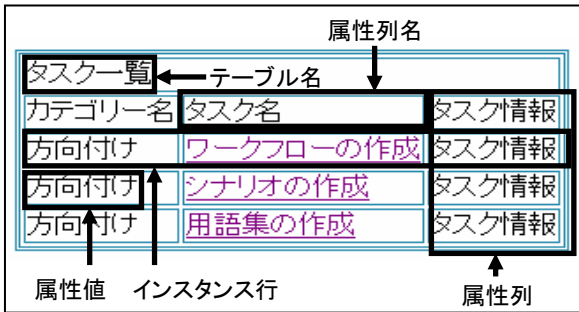 属性列名
タスク一覧 テーブル名
カテゴリー名 タスク名 タスク情報
方向付け ワークフローの作成 タスク情報
方向付け シナリオの作成 タスク情報
方向付け 用語集の作成 タスク情報
属性値 インスタンス行 属性列